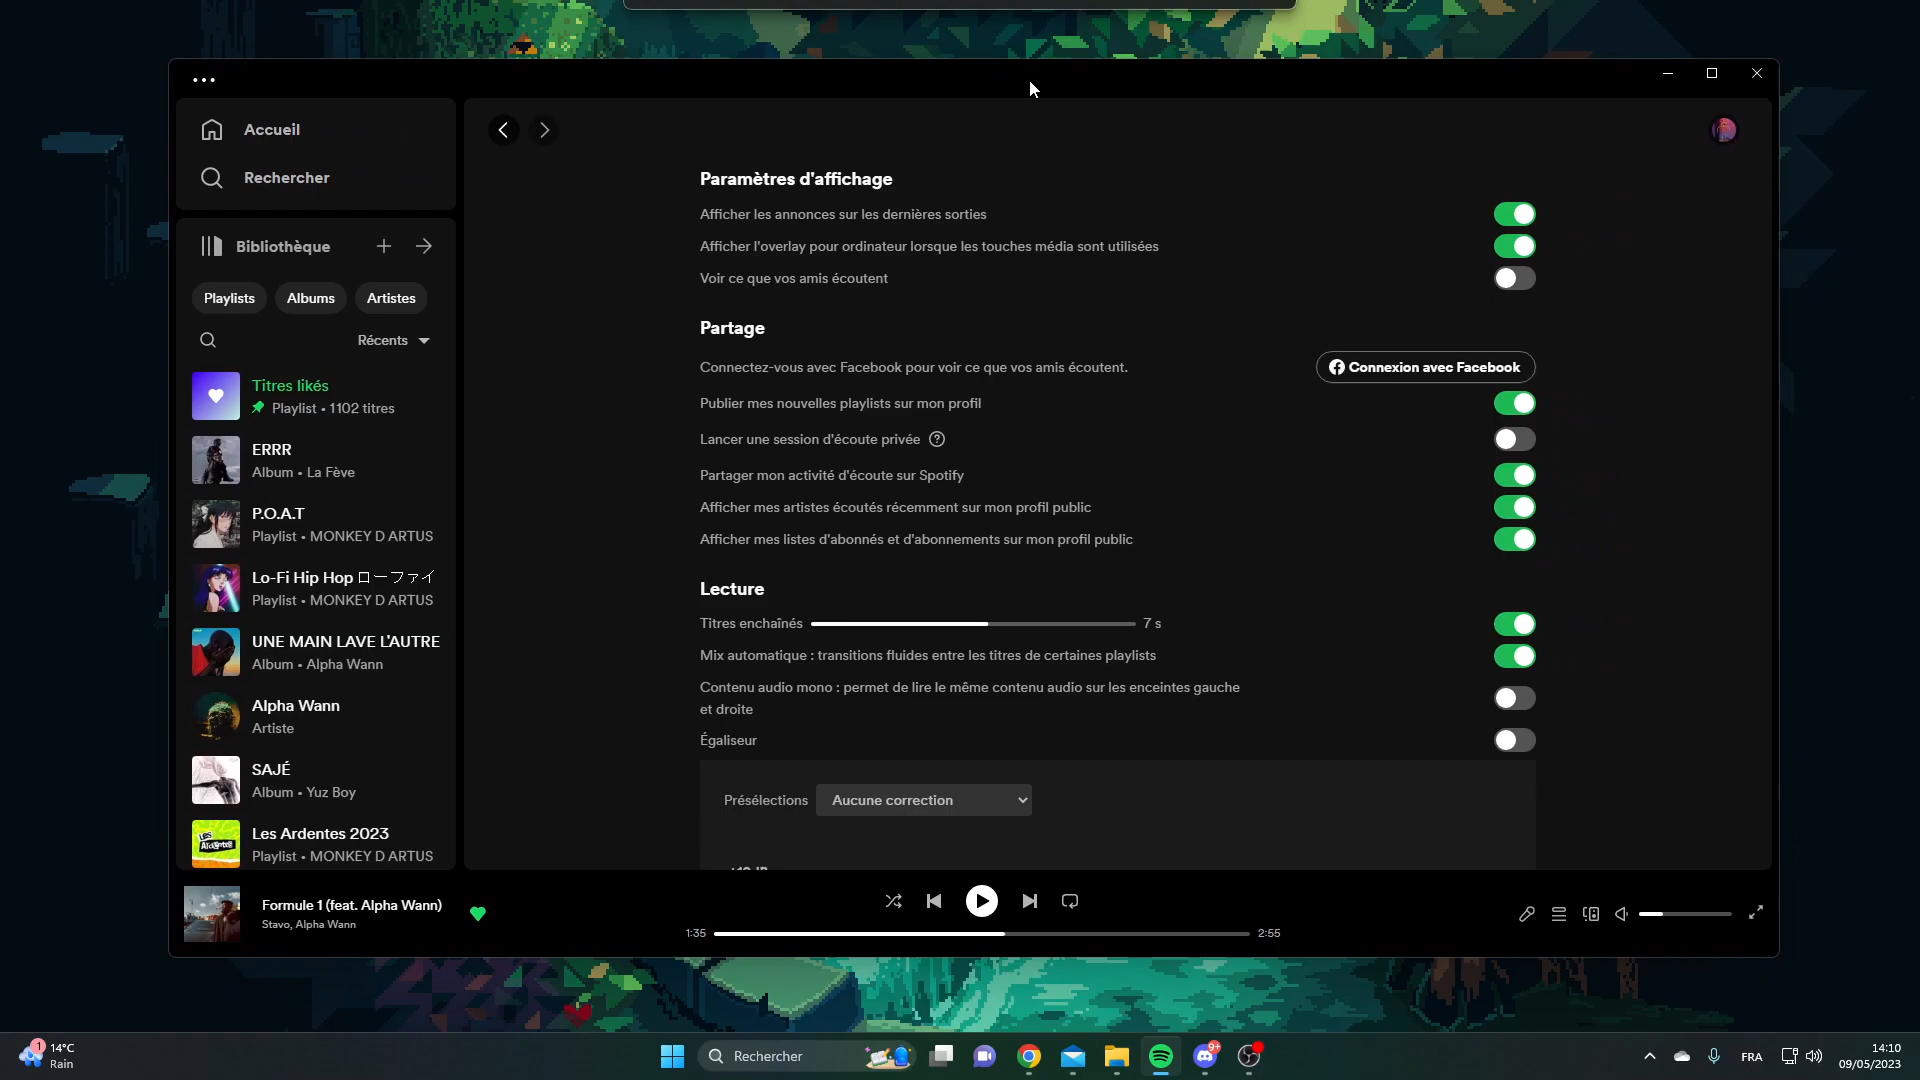 Accueil
Rechercher
Bibliothèque
Playlists
Albums
Artistes
Récents
Titres likés
Playlist • 1102 titres
ERRR
Album • La Fève
P.O.A.T
Playlist • MONKEY D ARTUS
Lo-Fi Hip Hop ローファイ
Playlist • MONKEY D ARTUS
UNE MAIN LAVE L'AUTRE
Album • Alpha Wann
Alpha Wann
Artiste
SAJÉ
Album • Yuz Boy
Les Ardentes 2023
Playlist • MONKEY D ARTUS
Paramètres d'affichage
Afficher les annonces sur les dernières sorties
Afficher l'overlay pour ordinateur lorsque les touches média sont utilisées
Voir ce que vos amis écoutent
Partage
Connectez-vous avec Facebook pour voir ce que vos amis écoutent.
Connexion avec Facebook
Publier mes nouvelles playlists sur mon profil
Lancer une session d'écoute privée
Partager mon activité d'écoute sur Spotify
Afficher mes artistes écoutés récemment sur mon profil public
Afficher mes listes d'abonnés et d'abonnements sur mon profil public
Lecture
Titres enchaînés 7 s
Mix automatique : transitions fluides entre les titres de certaines playlists
Contenu audio mono : permet de lire le même contenu audio sur les enceintes gauche
et droite
Égaliseur
Présélections Aucune correction
Formule 1 (feat. Alpha Wann)
Stavo, Alpha Wann
1:35
2:55
1
14°C
Rain
Rechercher
9+
FRA
14:10
09/05/2023